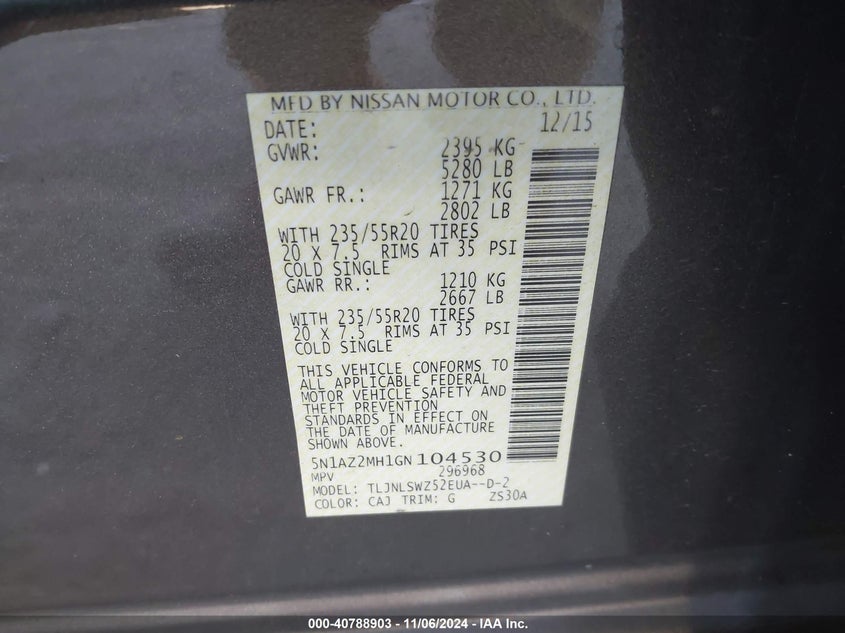 MFD BY NISSAN MOTOR CO., LTD.
DATE: 12/15
GVWR: 2395 KG
5280 LB
GAWR FR.: 1271 KG
2802 LB
WITH 235/55R20 TIRES
20 X 7.5 RIMS AT 35 PSI
COLD SINGLE
GAWR RR.: 1210 KG
2667 LB
WITH 235/55R20 TIRES
20 X 7.5 RIMS AT 35 PSI
COLD SINGLE
THIS VEHICLE CONFORMS TO
ALL APPLICABLE FEDERAL
MOTOR VEHICLE SAFETY AND
THEFT PREVENTION
STANDARDS IN EFFECT ON
THE DATE OF MANUFACTURE
SHOWN ABOVE.
5N1AZ2MH1GN104530
MPV 296968
MODEL: TLJNLSWZ52EUA--D-2
COLOR: CAJ TRIM: G ZS30A
000-40788903 - 11/06/2024 - IAA Inc.